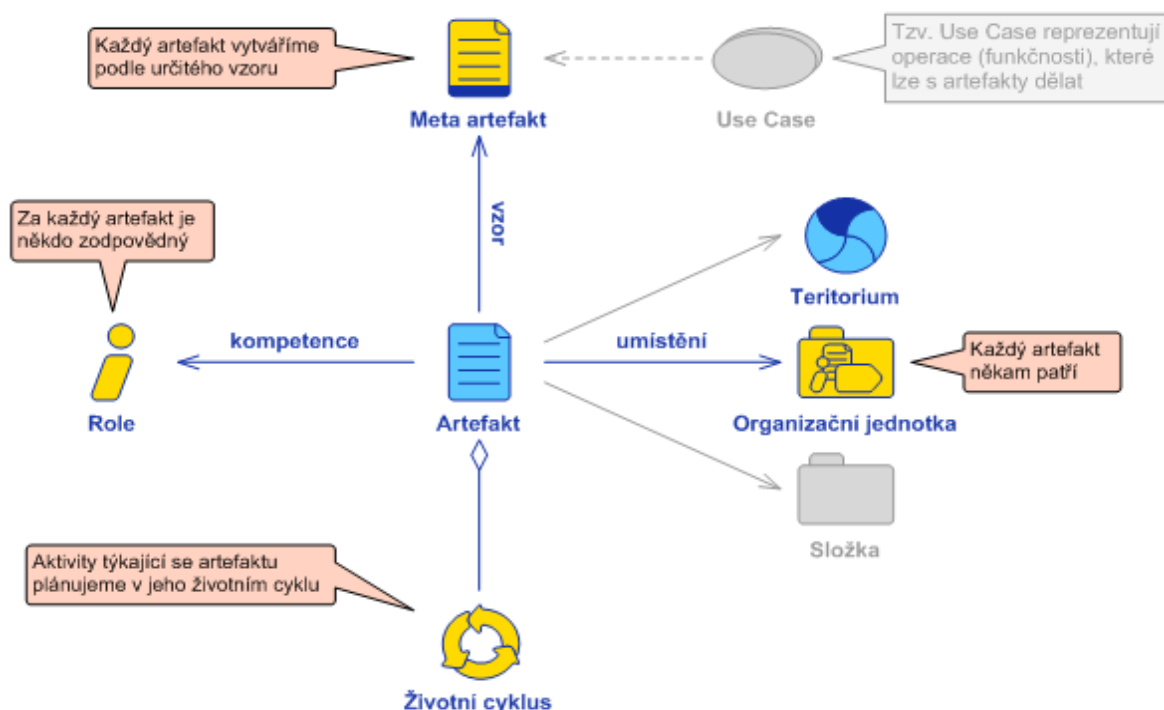 Každý artefakt vytváříme
podle určitého vzoru
Meta artefakt
Tzv. Use Case reprezentují
operace (funkčnosti), které
lze s artefakty dělat
Use Case
vzor
Za každý artefakt je
někdo zodpovědný
Teritorium
kompetence
umístění
Každý artefakt
někam patří
Role
Artefakt
Organizační jednotka
Složka
Aktivity týkající se artefaktu
plánujeme v jeho životním cyklu
Životní cyklus